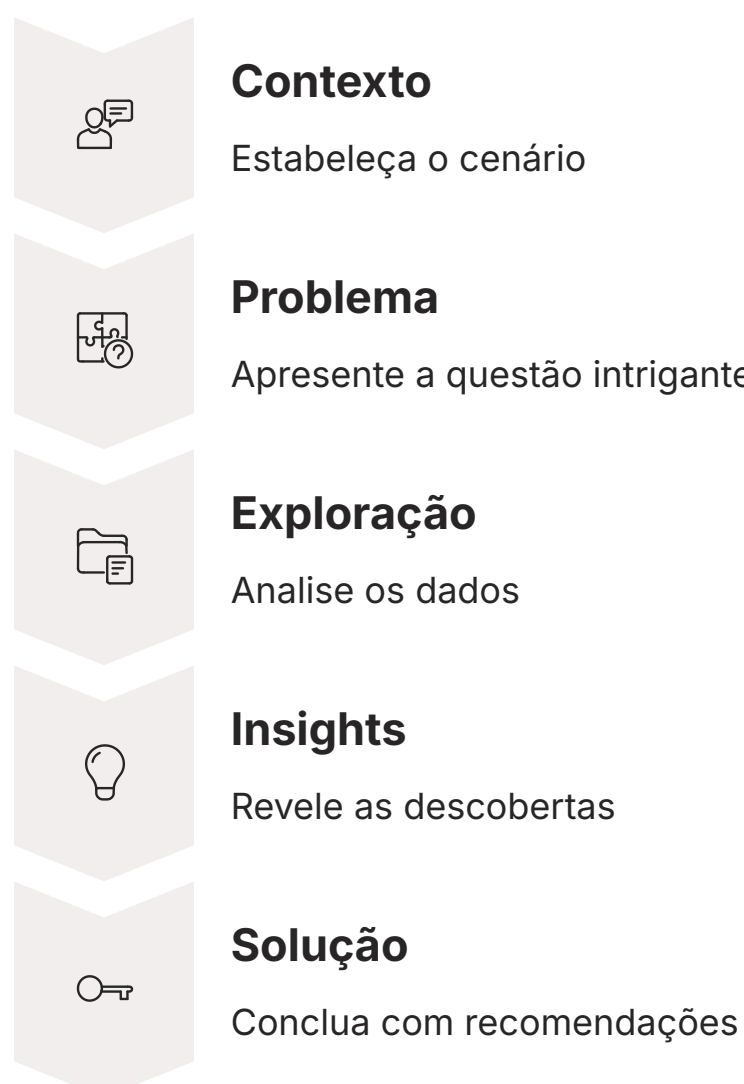 Contexto
Estabeleça o cenário
Problema
Apresente a questão intrigante
Exploração
Analise os dados
Insights
Revele as descobertas
Solução
Conclua com recomendações